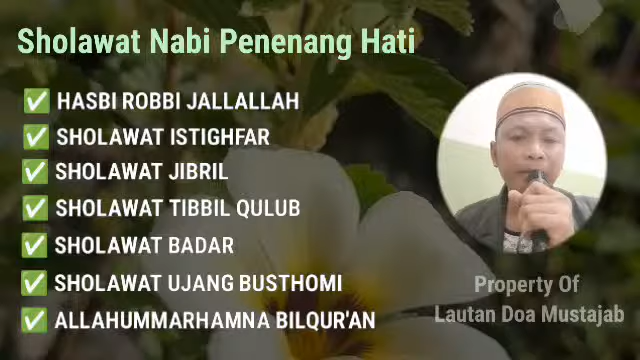 Sholawat Nabi Penenang Hati
✅ HASBI ROBBI JALLALLAH
✅ SHOLAWAT ISTIGHFAR
✅ SHOLAWAT JIBRIL
✅ SHOLAWAT TIBBIL QULUB
✅ SHOLAWAT BADAR
✅ SHOLAWAT UJANG BUSTHOMI
✅ ALLAHUMMARHAMNA BILQUR'AN
Property Of
Lautan Doa Mustajab